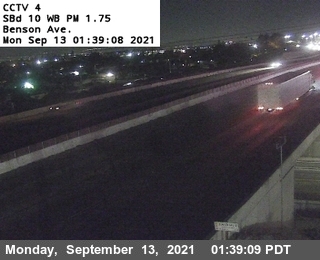 CCTV 4
SBd 10 WB PM 1.75
Benson Ave.
Mon Sep 13 01:39:08 2021
Monday, September 13, 2021 01:39:09 PDT